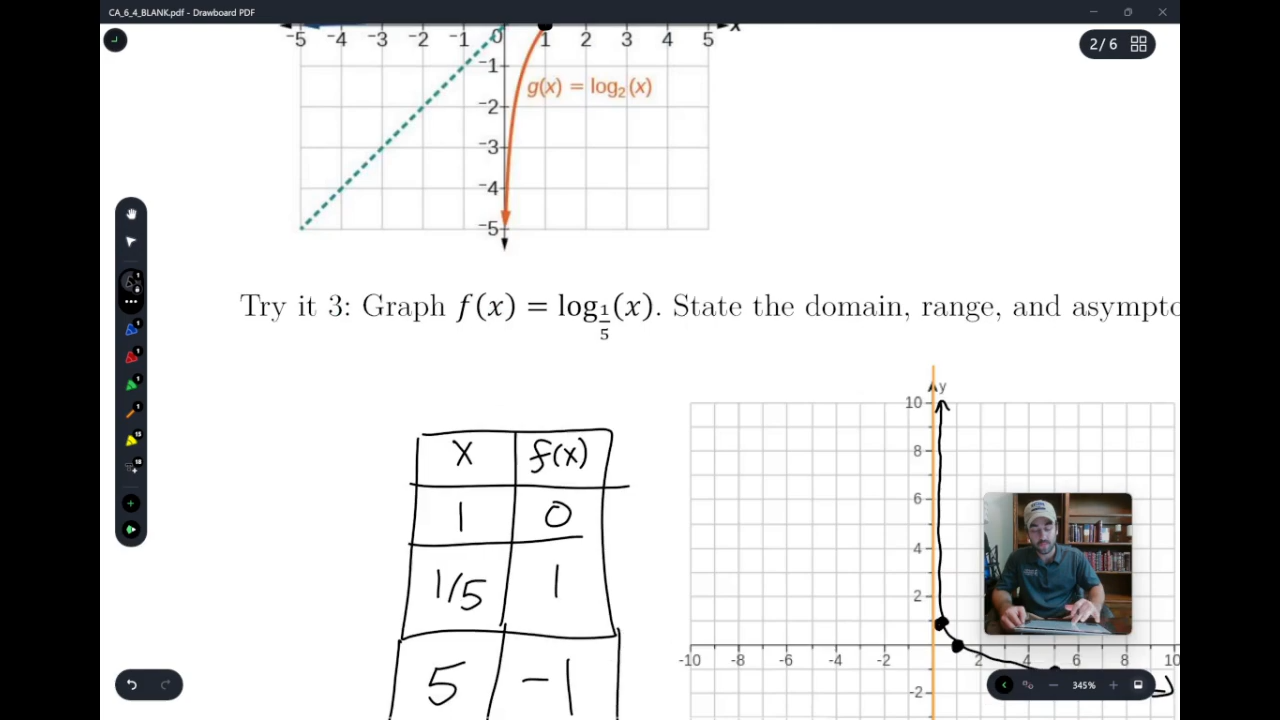 CA_6_4_BLANK.pdf - Drawboard PDF
2/6
-5 -4 -3 -2 -1 0 1 2 3 4 5 x
-1
g(x) = log₂(x)
-2
-3
-4
-5
Try it 3: Graph f(x) = log_{1/5}(x). State the domain, range, and asympto
y
10
8
6
4
2
-10 -8 -6 -4 -2 2 4 6 8 10
-2
x f(x)
1 0
1/5 1
5 -1
345%